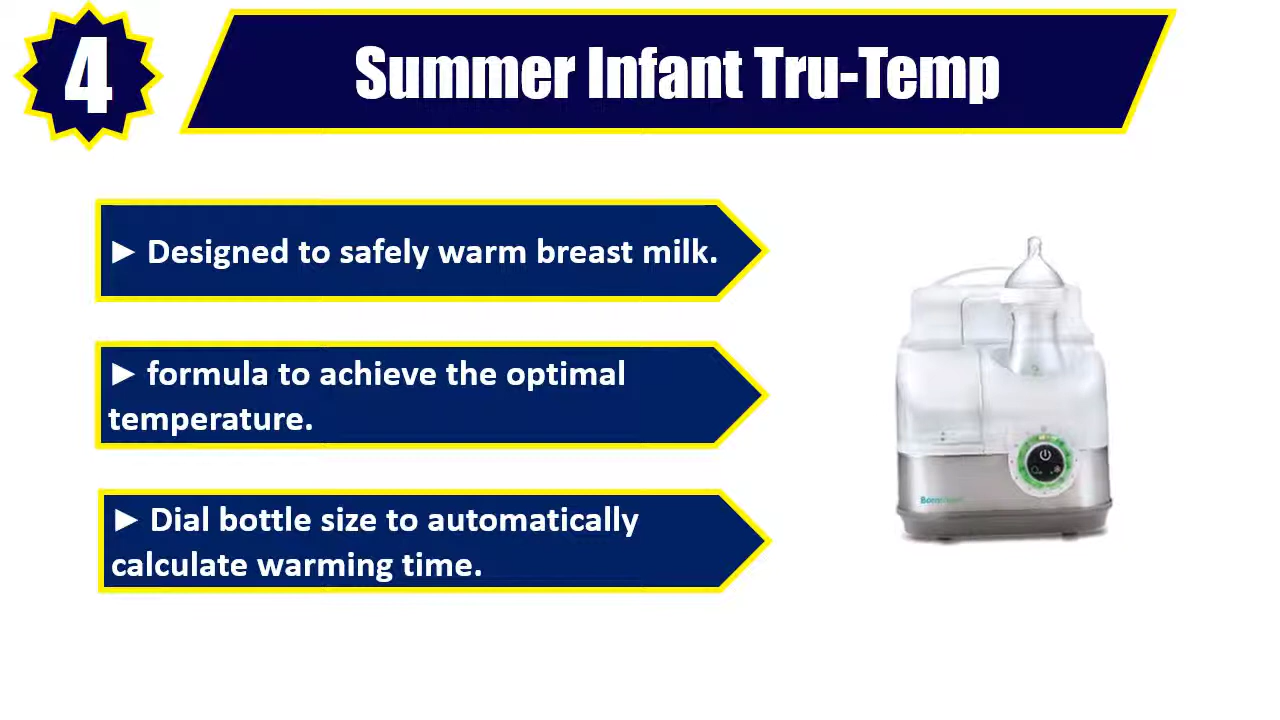 4
Summer Infant Tru-Temp
► Designed to safely warm breast milk.
► formula to achieve the optimal
temperature.
► Dial bottle size to automatically
calculate warming time.